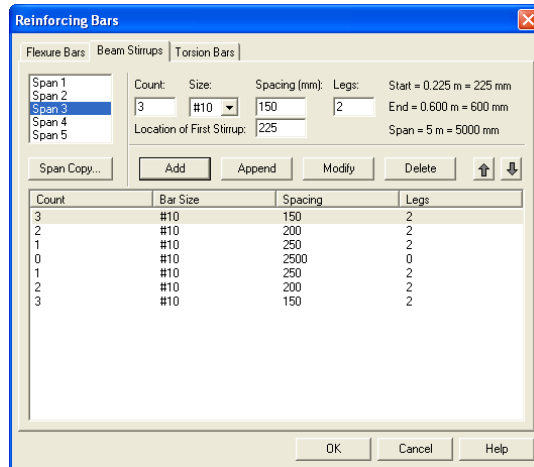 Reinforcing Bars
Flexure Bars Beam Stirrups Torsion Bars
Span 1
Span 2
Span 3
Span 4
Span 5
Count: Size: Spacing (mm): Legs: Start = 0.225 m = 225 mm
3 #10 150 2 End = 0.600 m = 600 mm
Location of First Stirrup: 225 Span = 5 m = 5000 mm
Span Copy... Add Append Modify Delete
Count Bar Size Spacing Legs
3 #10 150 2
2 #10 200 2
1 #10 250 2
0 #10 2500 0
1 #10 250 2
2 #10 200 2
3 #10 150 2
OK Cancel Help